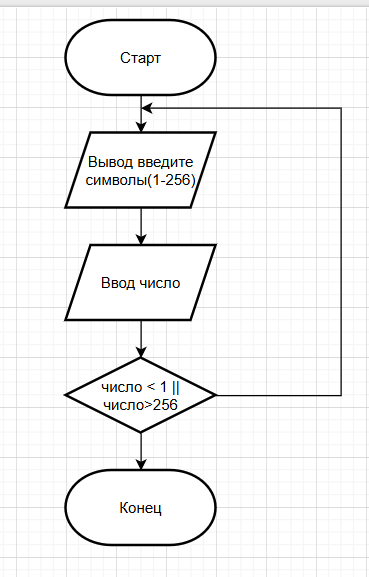 Старт
Вывод введите
символы(1-256)
Ввод число
число < 1 ||
число>256
Конец